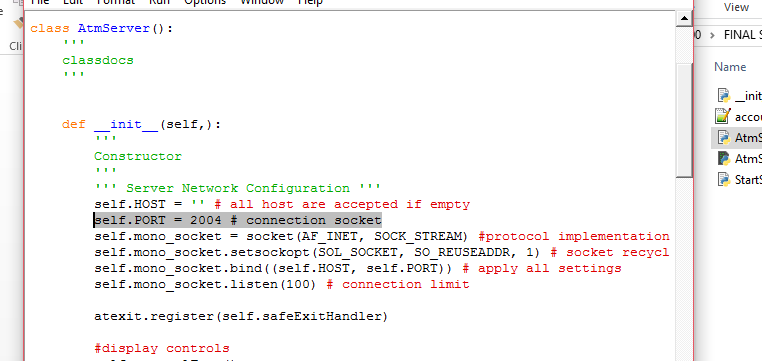 File Edit Format Run Options Window Help
class AtmServer():
'''
classdocs
'''
def __init__(self,):
'''
Constructor
'''
''' Server Network Configuration '''
self.HOST = '' # all host are accepted if empty
self.PORT = 2004 # connection socket
self.mono_socket = socket(AF_INET, SOCK_STREAM) #protocol implementation
self.mono_socket.setsockopt(SOL_SOCKET, SO_REUSEADDR, 1) # socket recycl
self.mono_socket.bind((self.HOST, self.PORT)) # apply all settings
self.mono_socket.listen(100) # connection limit
atexit.register(self.safeExitHandler)
#display controls
e
Cli
View
00
FINAL S
Name
__init
accou
AtmS
AtmS
StartS